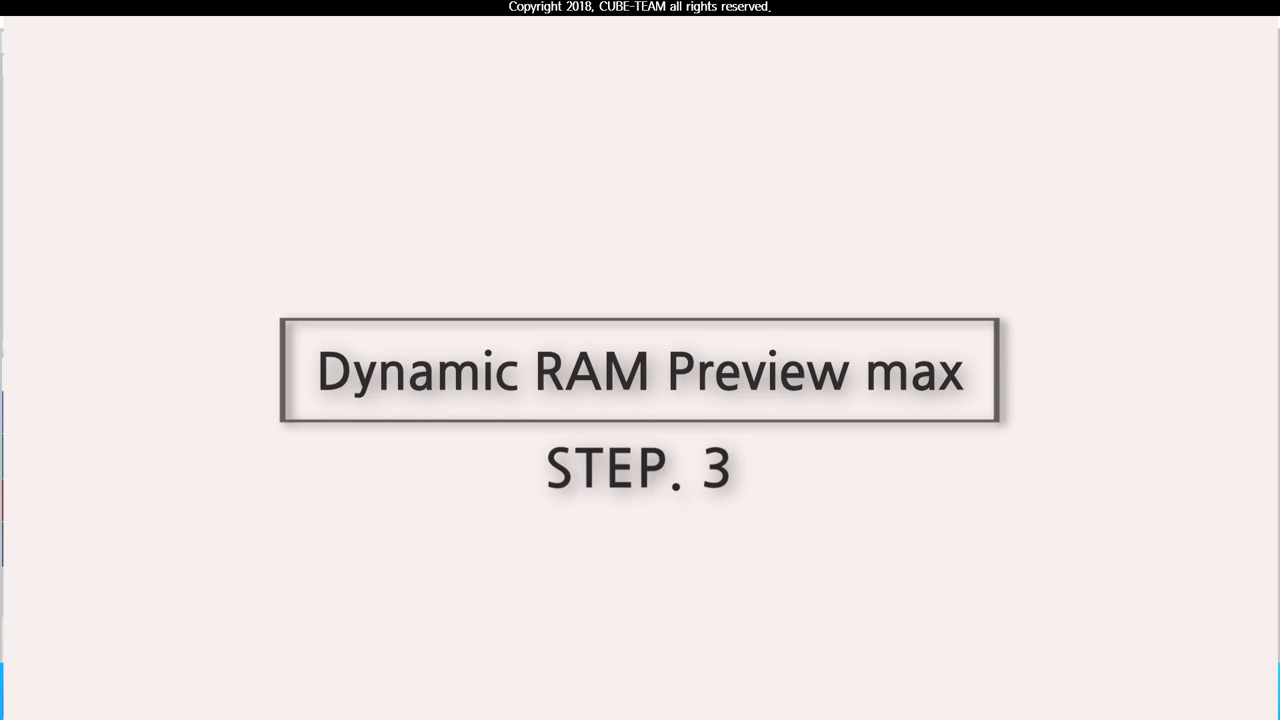 Copyright 2018, CUBE-TEAM all rights reserved.
Dynamic RAM Preview max
STEP. 3